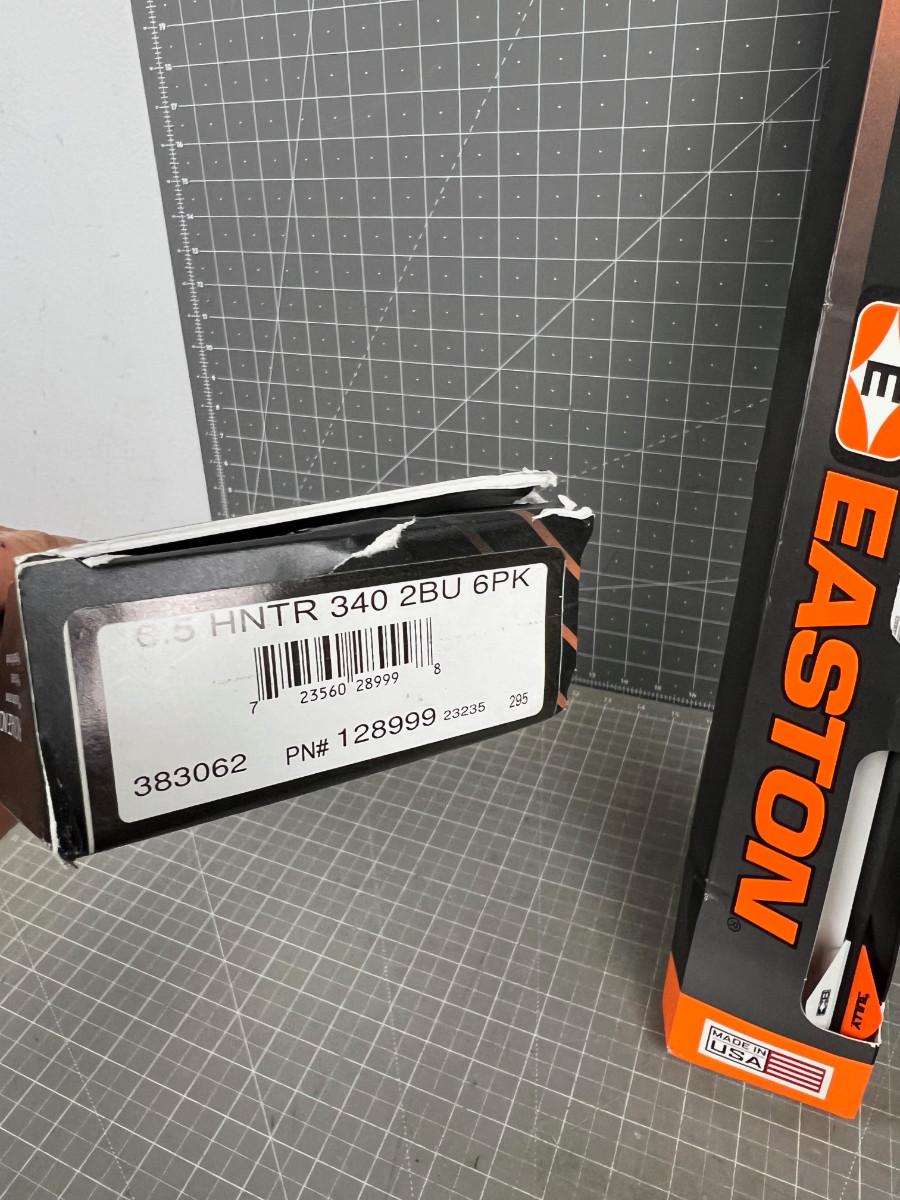 6.5 HNTR 340 2BU 6PK
7 23560 28999 8
383062 PN# 128999 23235 295
E
EASTON®
BULLY
MADE IN
USA